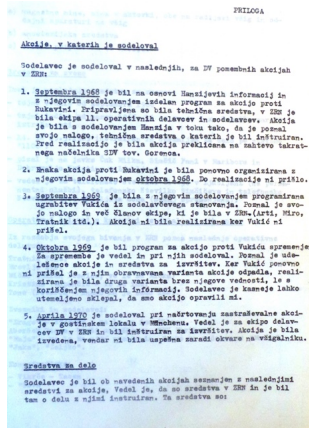 PRILOGA
Akcije, v katerih je sodeloval
Sodelavec je sodeloval v naslednjih, za DV pomembnih akcijah
v ZRN:
1. Septembra 1968 je bil na osnovi Hanzijevih informacij in
z njegovim sodelovanjem izdelan program za akcijo proti
Rukavini. Pripravljena so bila tehnična sredstva, v ZRN je
bila ekipa 11. operativnih delavcev in sodelavcev. Akcija
je bila s sodelovanjem Hanzija v toku tako, da je poznal
svojo nalogo, tehnična sredstva o katerih je bil inštruiran.
Pred realizacijo je bila akcija preklicana na zahtevo takrat-
nega načelnika SDV tov. Goranca.
2. Enaka akcija proti Rukavini je bila ponovno organizirana z
njegovim sodelovanjem oktobra 1968. Do realizacije ni prišlo.
3. Septembra 1969 je bila z njegovim sodelovanjem programirana
ugrabitev Vukiča iz sodelavčevega stanovanja. Poznal je svo-
jo nalogo in več članov ekipe, ki je bila v ZRN.(Arti, Miro,
Tratnik itd.). Akcija ni bila realizirana ker Vukić ni
prišel.
4. Oktobra 1969 je bil program za akcijo proti Vukiću spremenjen.
Za spremembe je vedel in pri njih sodeloval. Poznal je ude-
ležence akcije in sredstva za izvršitev. Ker Vukić ponovno
ni prišel je z njim obravnavana varianta akcije odpadla, reali-
zirana je bila druga varianta brez njegove vednosti, le s
koriščenjem njegovih informacij. Sodelavec je kasneje lahko
utemeljeno sklepal, da smo akcijo opravili mi.
5. Aprila 1970 je sodeloval pri načrtovanju zastraševalne akci-
je v gostinskem lokalu v Münchenu. Vedel je za ekipo delav-
cev DV v ZRN in bil inštruiran za izvršitev. Akcija je bila
izvedena, vendar ni bila uspešna zaradi okvare na vžigalniku.
Sredstva za delo
Sodelavec je bil ob navedenih akcijah seznanjen z naslednjimi
sredstvi za akcije, Vedel je, da so sredstva v ZRN in je bil
tam o delu z njimi inštruiran. Ta sredstva so: